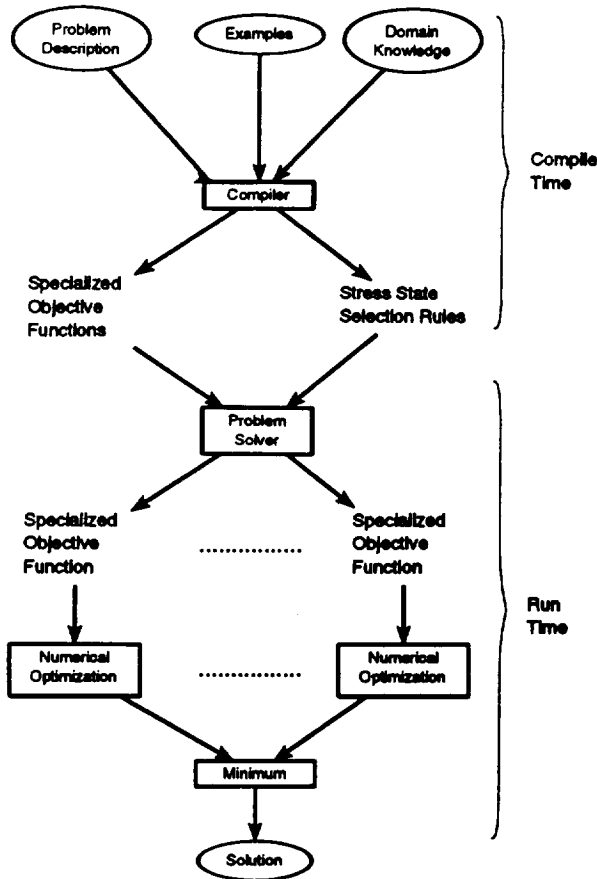 Problem
Description
Examples
Domain
Knowledge
Compiler
Compile
Time
Specialized
Objective
Functions
Stress State
Selection Rules
Problem
Solver
Specialized
Objective
Function
Specialized
Objective
Function
Run
Time
Numerical
Optimization
Numerical
Optimization
Minimum
Solution